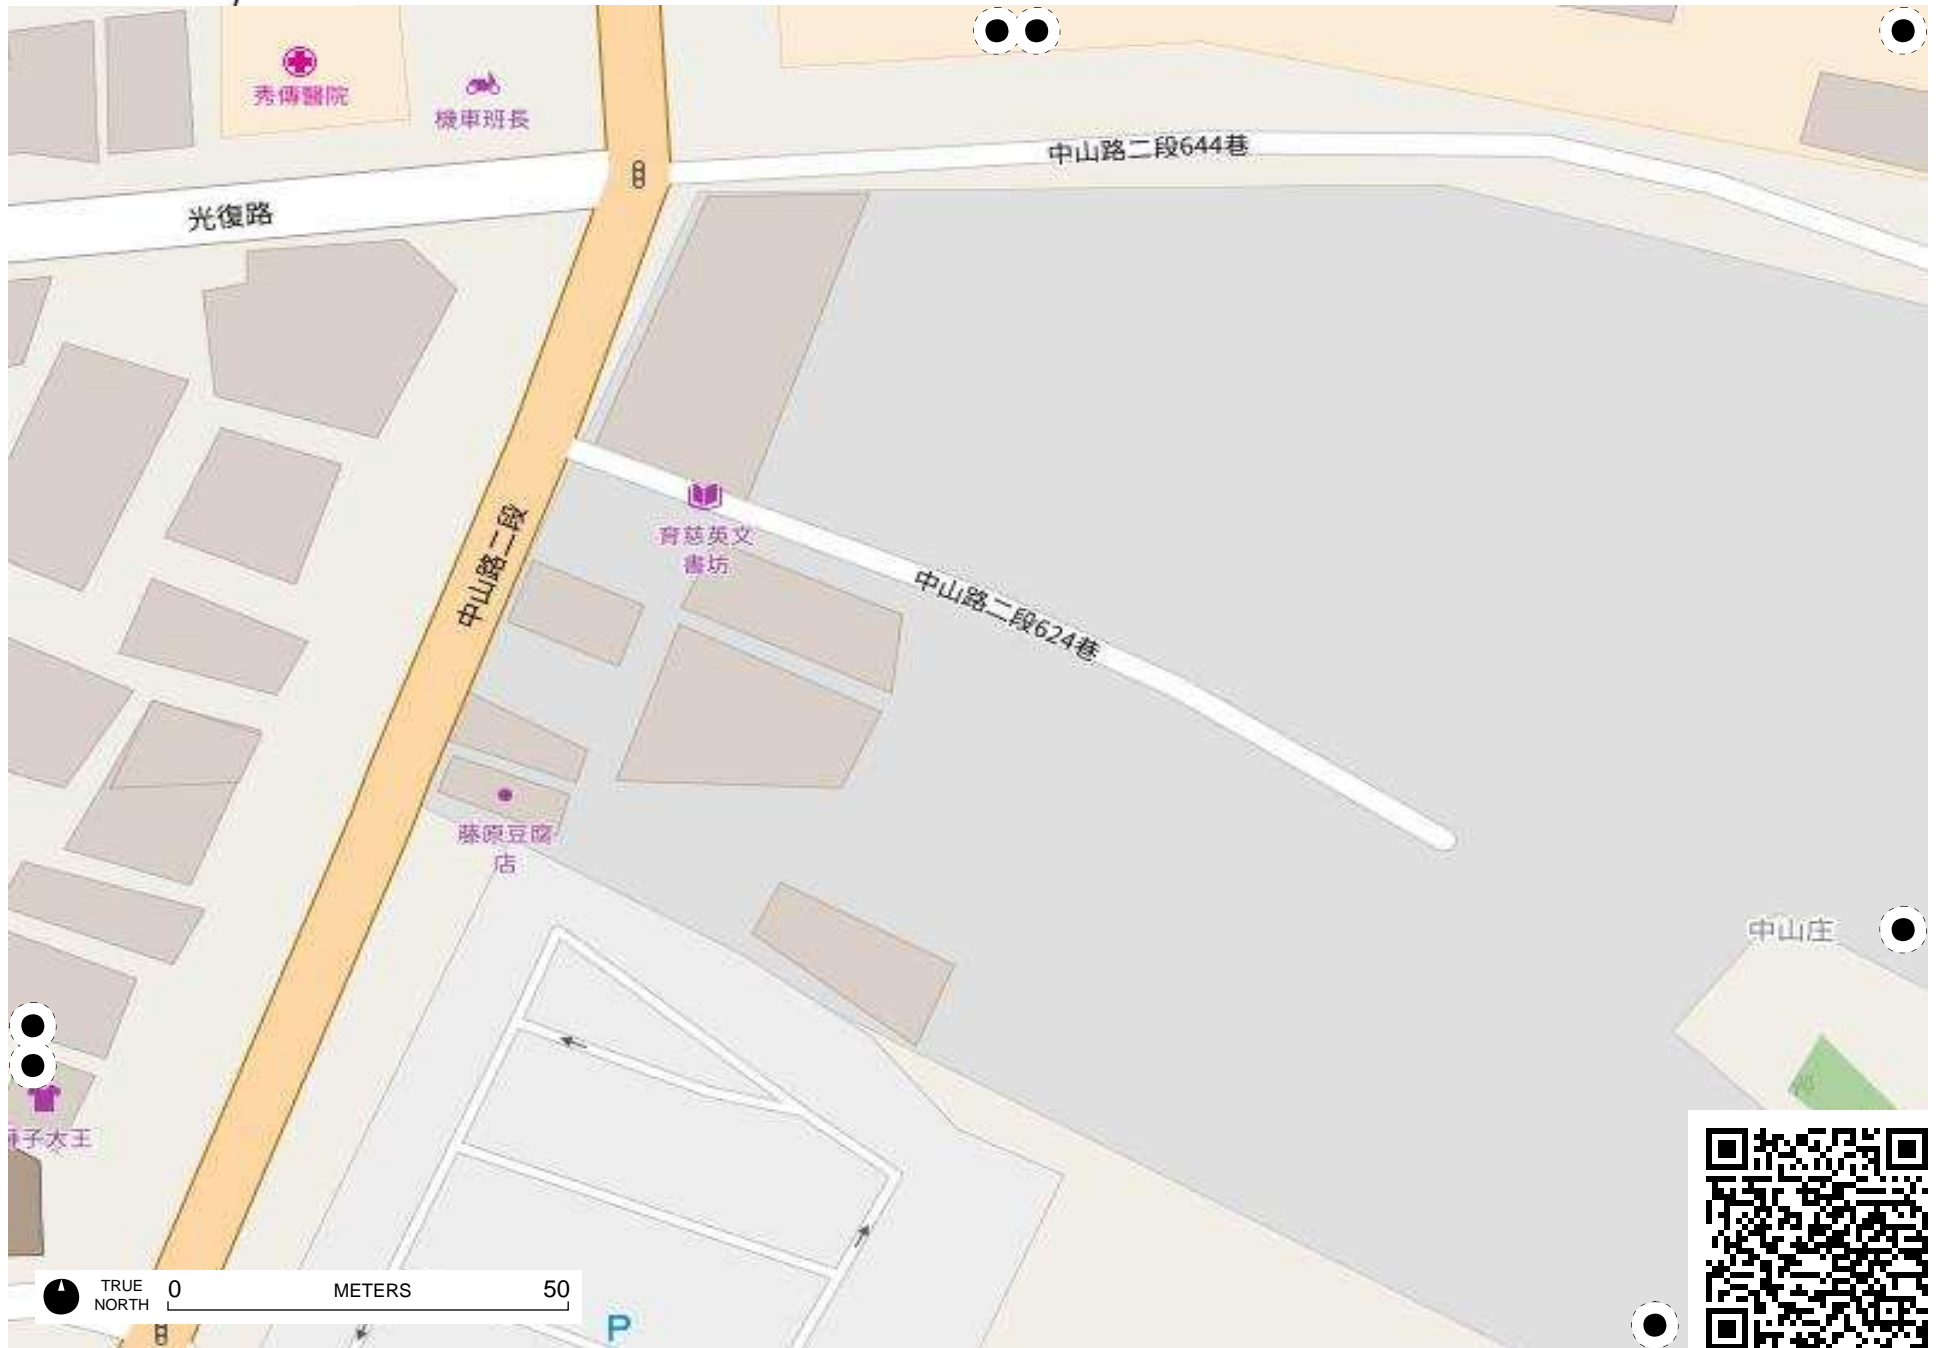 秀傳醫院
機車班長
中山路二段644巷
光復路
中山路二段
育慈英文
書坊
中山路二段624巷
藤原豆腐
店
中山庄
子大王
TRUE
NORTH
0 METERS 50
P